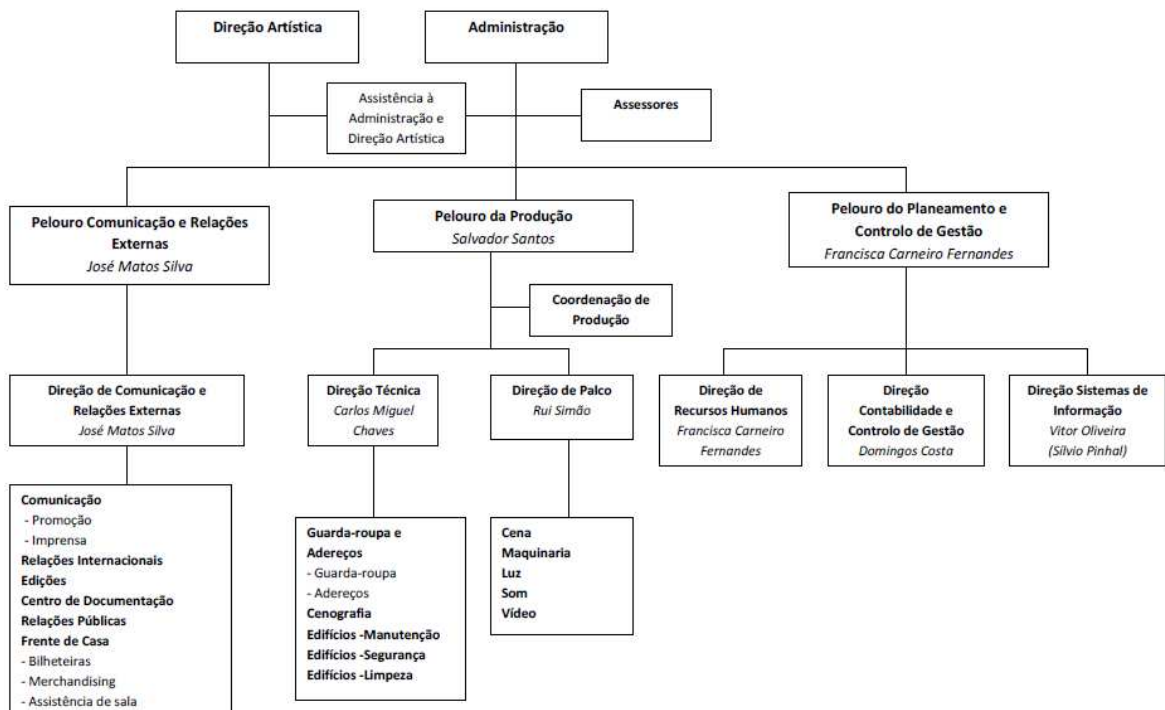 Direção Artística
Administração
Assistência à
Administração e
Direção Artística
Assessores
Pelouro Comunicação e Relações
Externas
José Matos Silva
Pelouro da Produção
Salvador Santos
Pelouro do Planeamento e
Controlo de Gestão
Francisca Carneiro Fernandes
Coordenação de
Produção
Direção de Comunicação e
Relações Externas
José Matos Silva
Direção Técnica
Carlos Miguel
Chaves
Direção de Palco
Rui Simão
Direção de
Recursos Humanos
Francisca Carneiro
Fernandes
Direção
Contabilidade e
Controlo de Gestão
Domingos Costa
Direção Sistemas de
Informação
Vitor Oliveira
(Sílvio Pinhal)
Comunicação
- Promoção
- Imprensa
Relações Internacionais
Edições
Centro de Documentação
Relações Públicas
Frente de Casa
- Bilheteiras
- Merchandising
- Assistência de sala
Guarda-roupa e
Adereços
- Guarda-roupa
- Adereços
Cenografia
Edifícios -Manutenção
Edifícios -Segurança
Edifícios -Limpeza
Cena
Maquinaria
Luz
Som
Vídeo